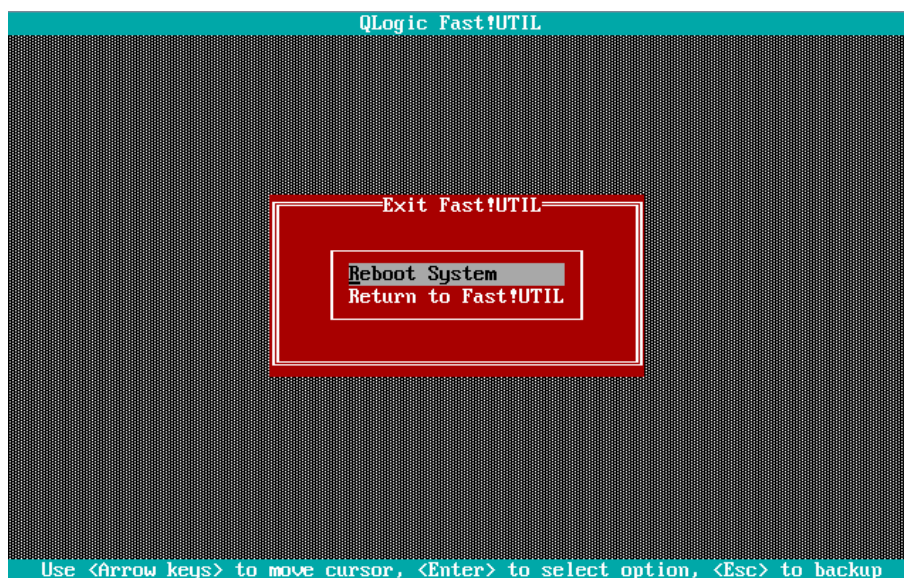 QLogic Fast!UTIL
Exit Fast!UTIL
Reboot System
Return to Fast!UTIL
Use <Arrow keys> to move cursor, <Enter> to select option, <Esc> to backup